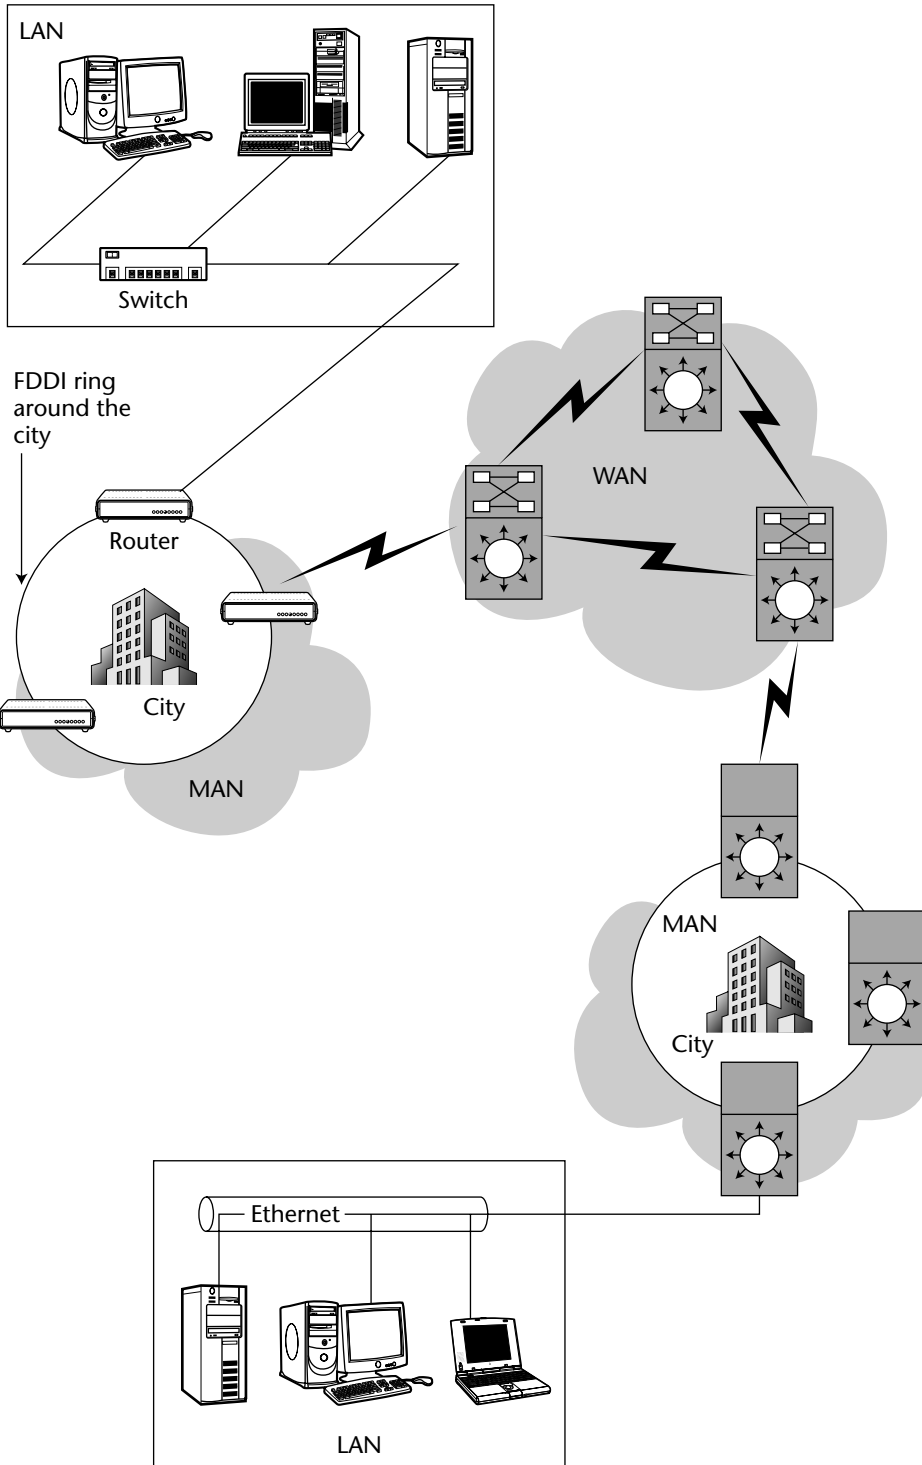 LAN
Switch
FDDI ring
around the
city
Router
City
MAN
WAN
MAN
City
Ethernet
LAN